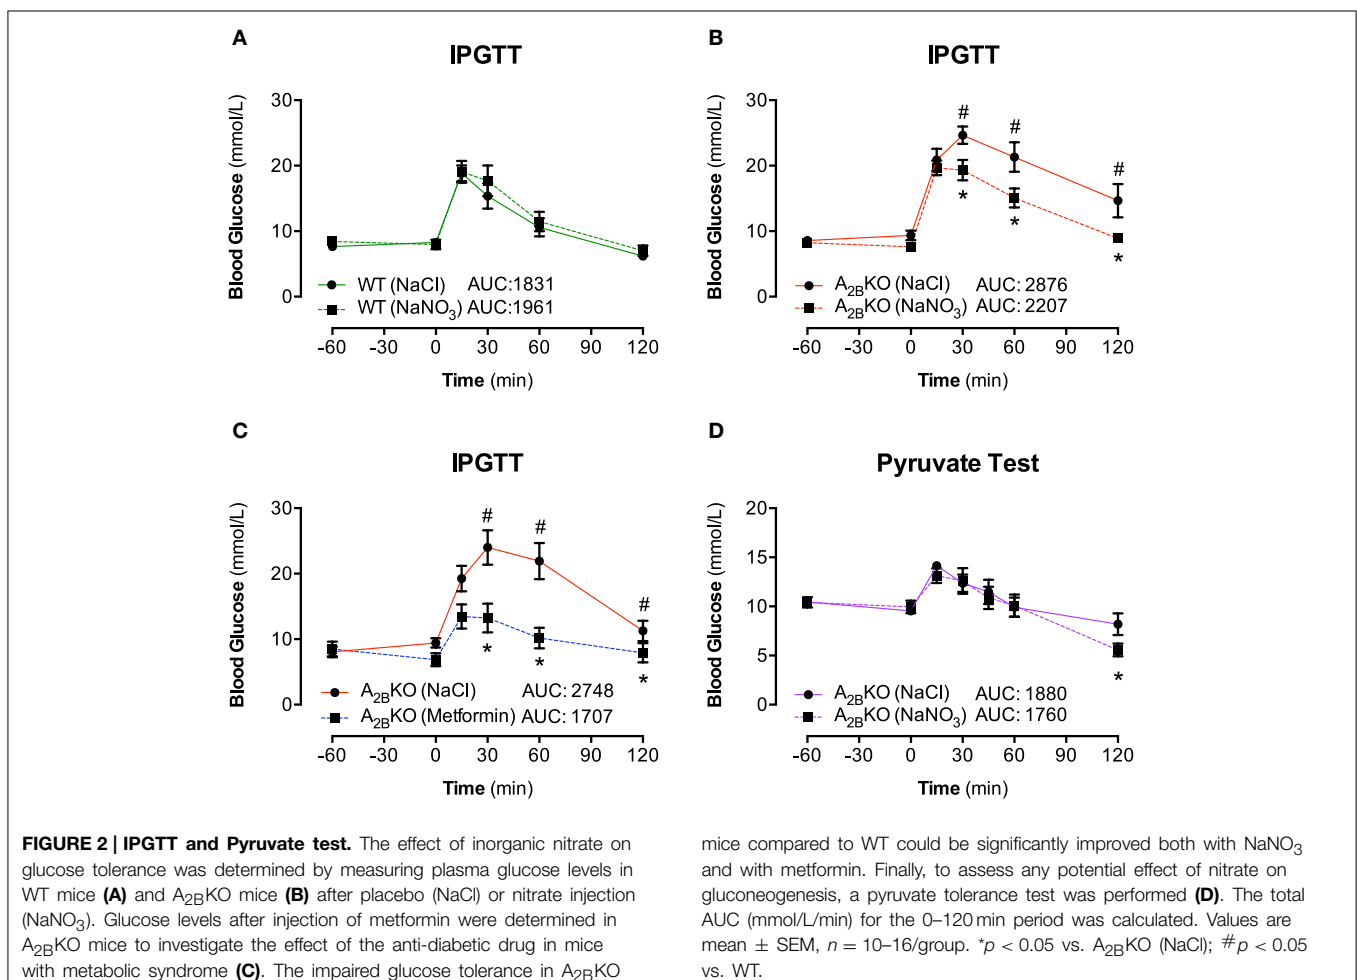 A
IPGTT
30
20
10
0
Blood Glucose (mmol/L)
WT (NaCl) AUC:1831
WT (NaNO₃) AUC:1961
-60 -30 0 30 60 90 120
Time (min)
B
IPGTT
30
20
10
0
Blood Glucose (mmol/L)
# # #
* * *
A₂BKO (NaCl) AUC: 2876
A₂BKO (NaNO₃) AUC: 2207
-60 -30 0 30 60 90 120
Time (min)
C
IPGTT
30
20
10
0
Blood Glucose (mmol/L)
# # #
* * *
A₂BKO (NaCl) AUC: 2748
A₂BKO (Metformin) AUC: 1707
-60 -30 0 30 60 90 120
Time (min)
D
Pyruvate Test
20
15
10
5
0
Blood Glucose (mmol/L)
*
A₂BKO (NaCl) AUC: 1880
A₂BKO (NaNO₃) AUC: 1760
-60 -30 0 30 60 90 120
Time (min)
FIGURE 2 | IPGTT and Pyruvate test. The effect of inorganic nitrate on
glucose tolerance was determined by measuring plasma glucose levels in
WT mice (A) and A₂BKO mice (B) after placebo (NaCl) or nitrate injection
(NaNO₃). Glucose levels after injection of metformin were determined in
A₂BKO mice to investigate the effect of the anti-diabetic drug in mice
with metabolic syndrome (C). The impaired glucose tolerance in A₂BKO
mice compared to WT could be significantly improved both with NaNO₃
and with metformin. Finally, to assess any potential effect of nitrate on
gluconeogenesis, a pyruvate tolerance test was performed (D). The total
AUC (mmol/L/min) for the 0–120 min period was calculated. Values are
mean ± SEM, n = 10–16/group. *p < 0.05 vs. A₂BKO (NaCl); #p < 0.05
vs. WT.